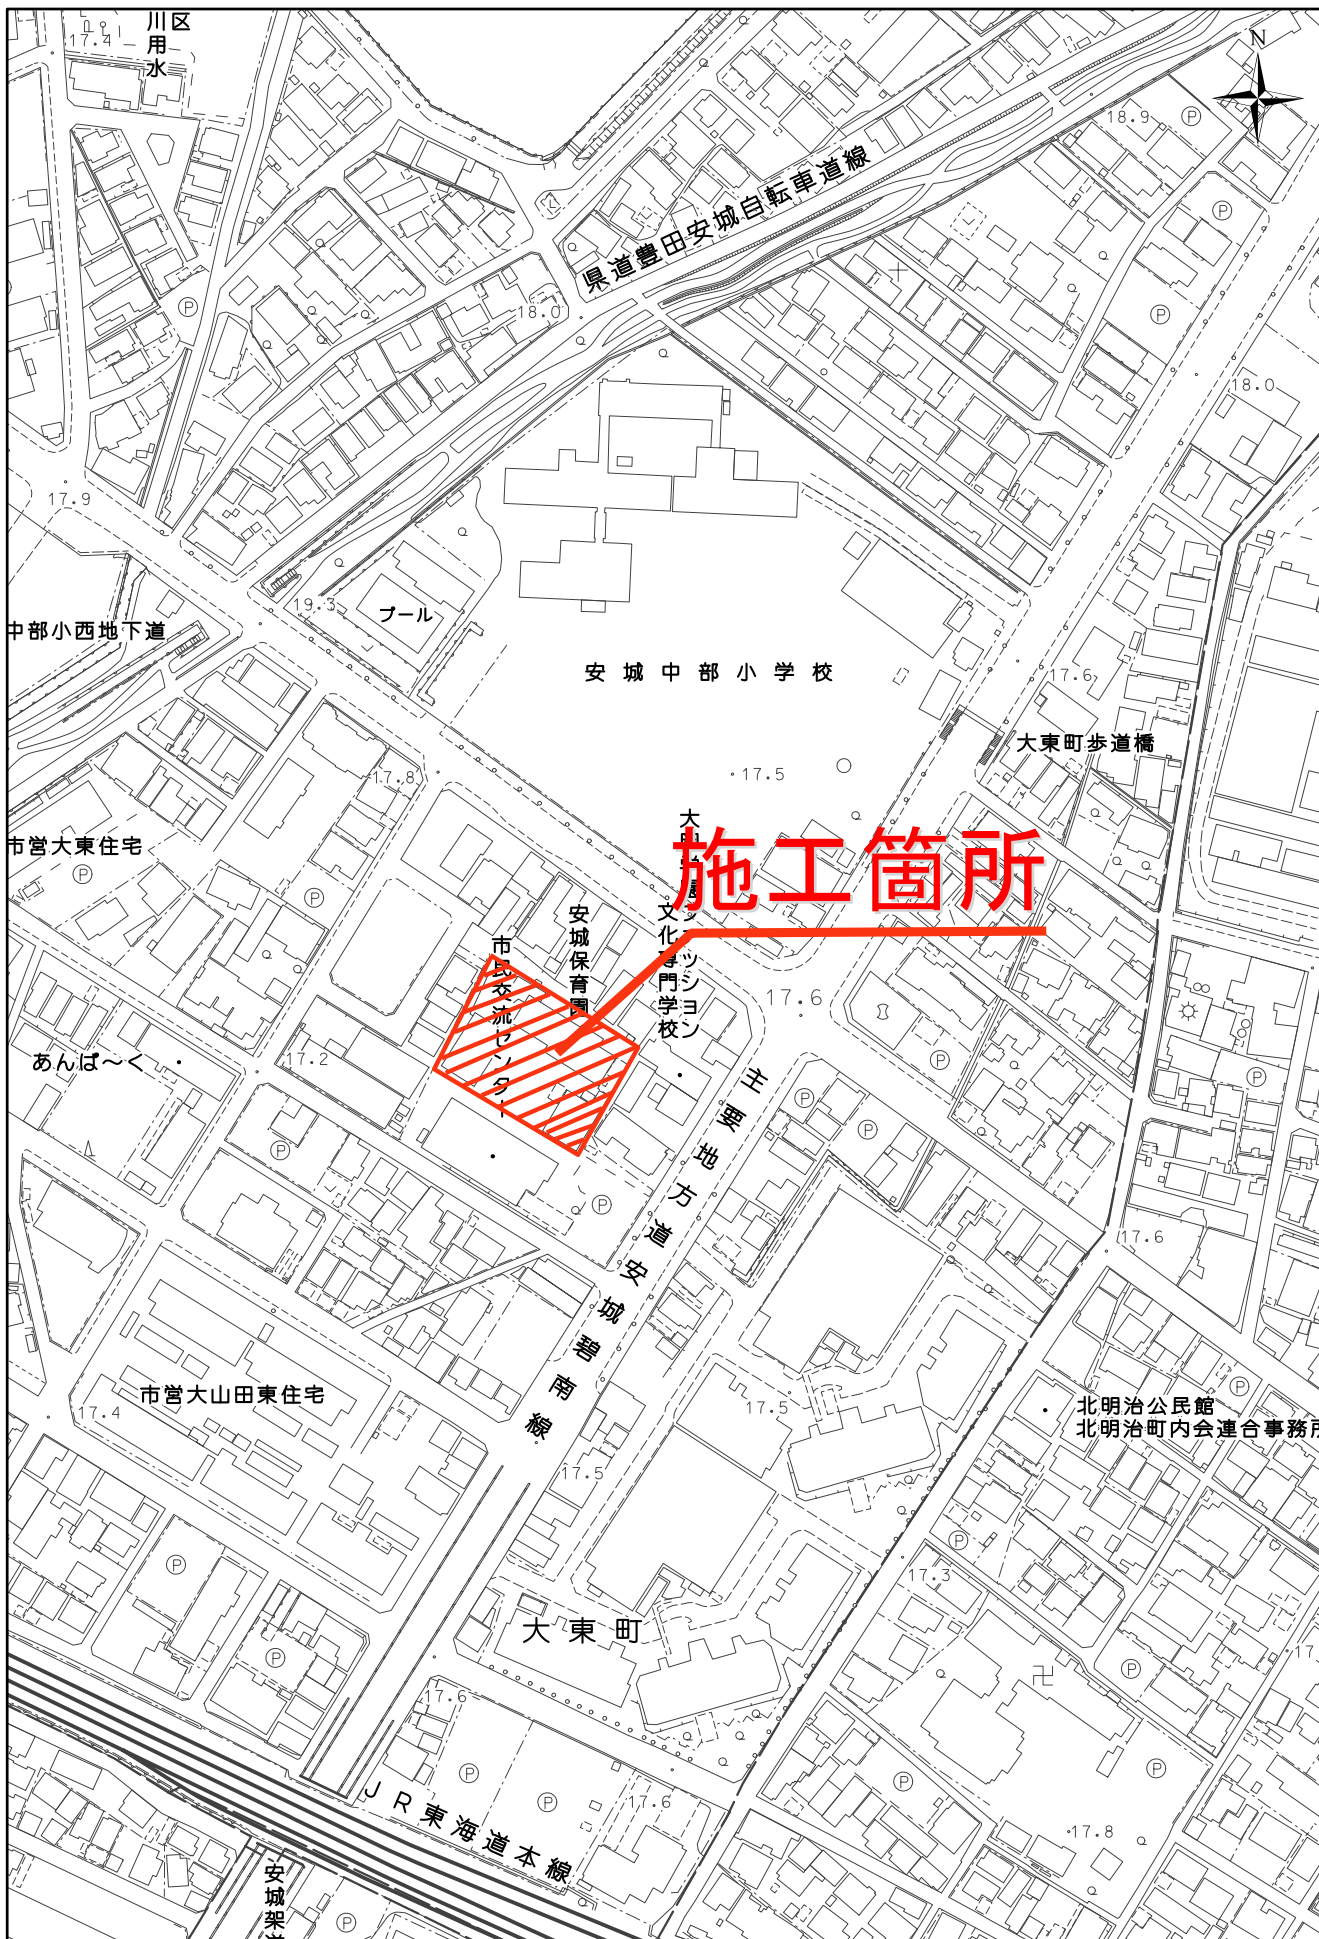 川区
用
水
17.4
N
18.9
P
県道豊田安城自転車道線
P
P
18.0
P
18.0
17.9
19.3
プール
中部小西地下道
安城中部小学校
17.6
大東町歩道橋
17.8
17.5
市営大東住宅
P
P
施工箇所
安城保育園
文化専門学校
市民交流センター
17.6
あんぱ~く
17.2
P
P
P
P
P
P
主要地方道安城碧南線
17.6
市営大山田東住宅
17.4
17.5
P
北明治公民館
北明治町内会連合事務所
17.5
P
P
17.3
大東町
P
P
17.6
P
P
P
P
17.6
JR東海道本線
17.8
安城架
P